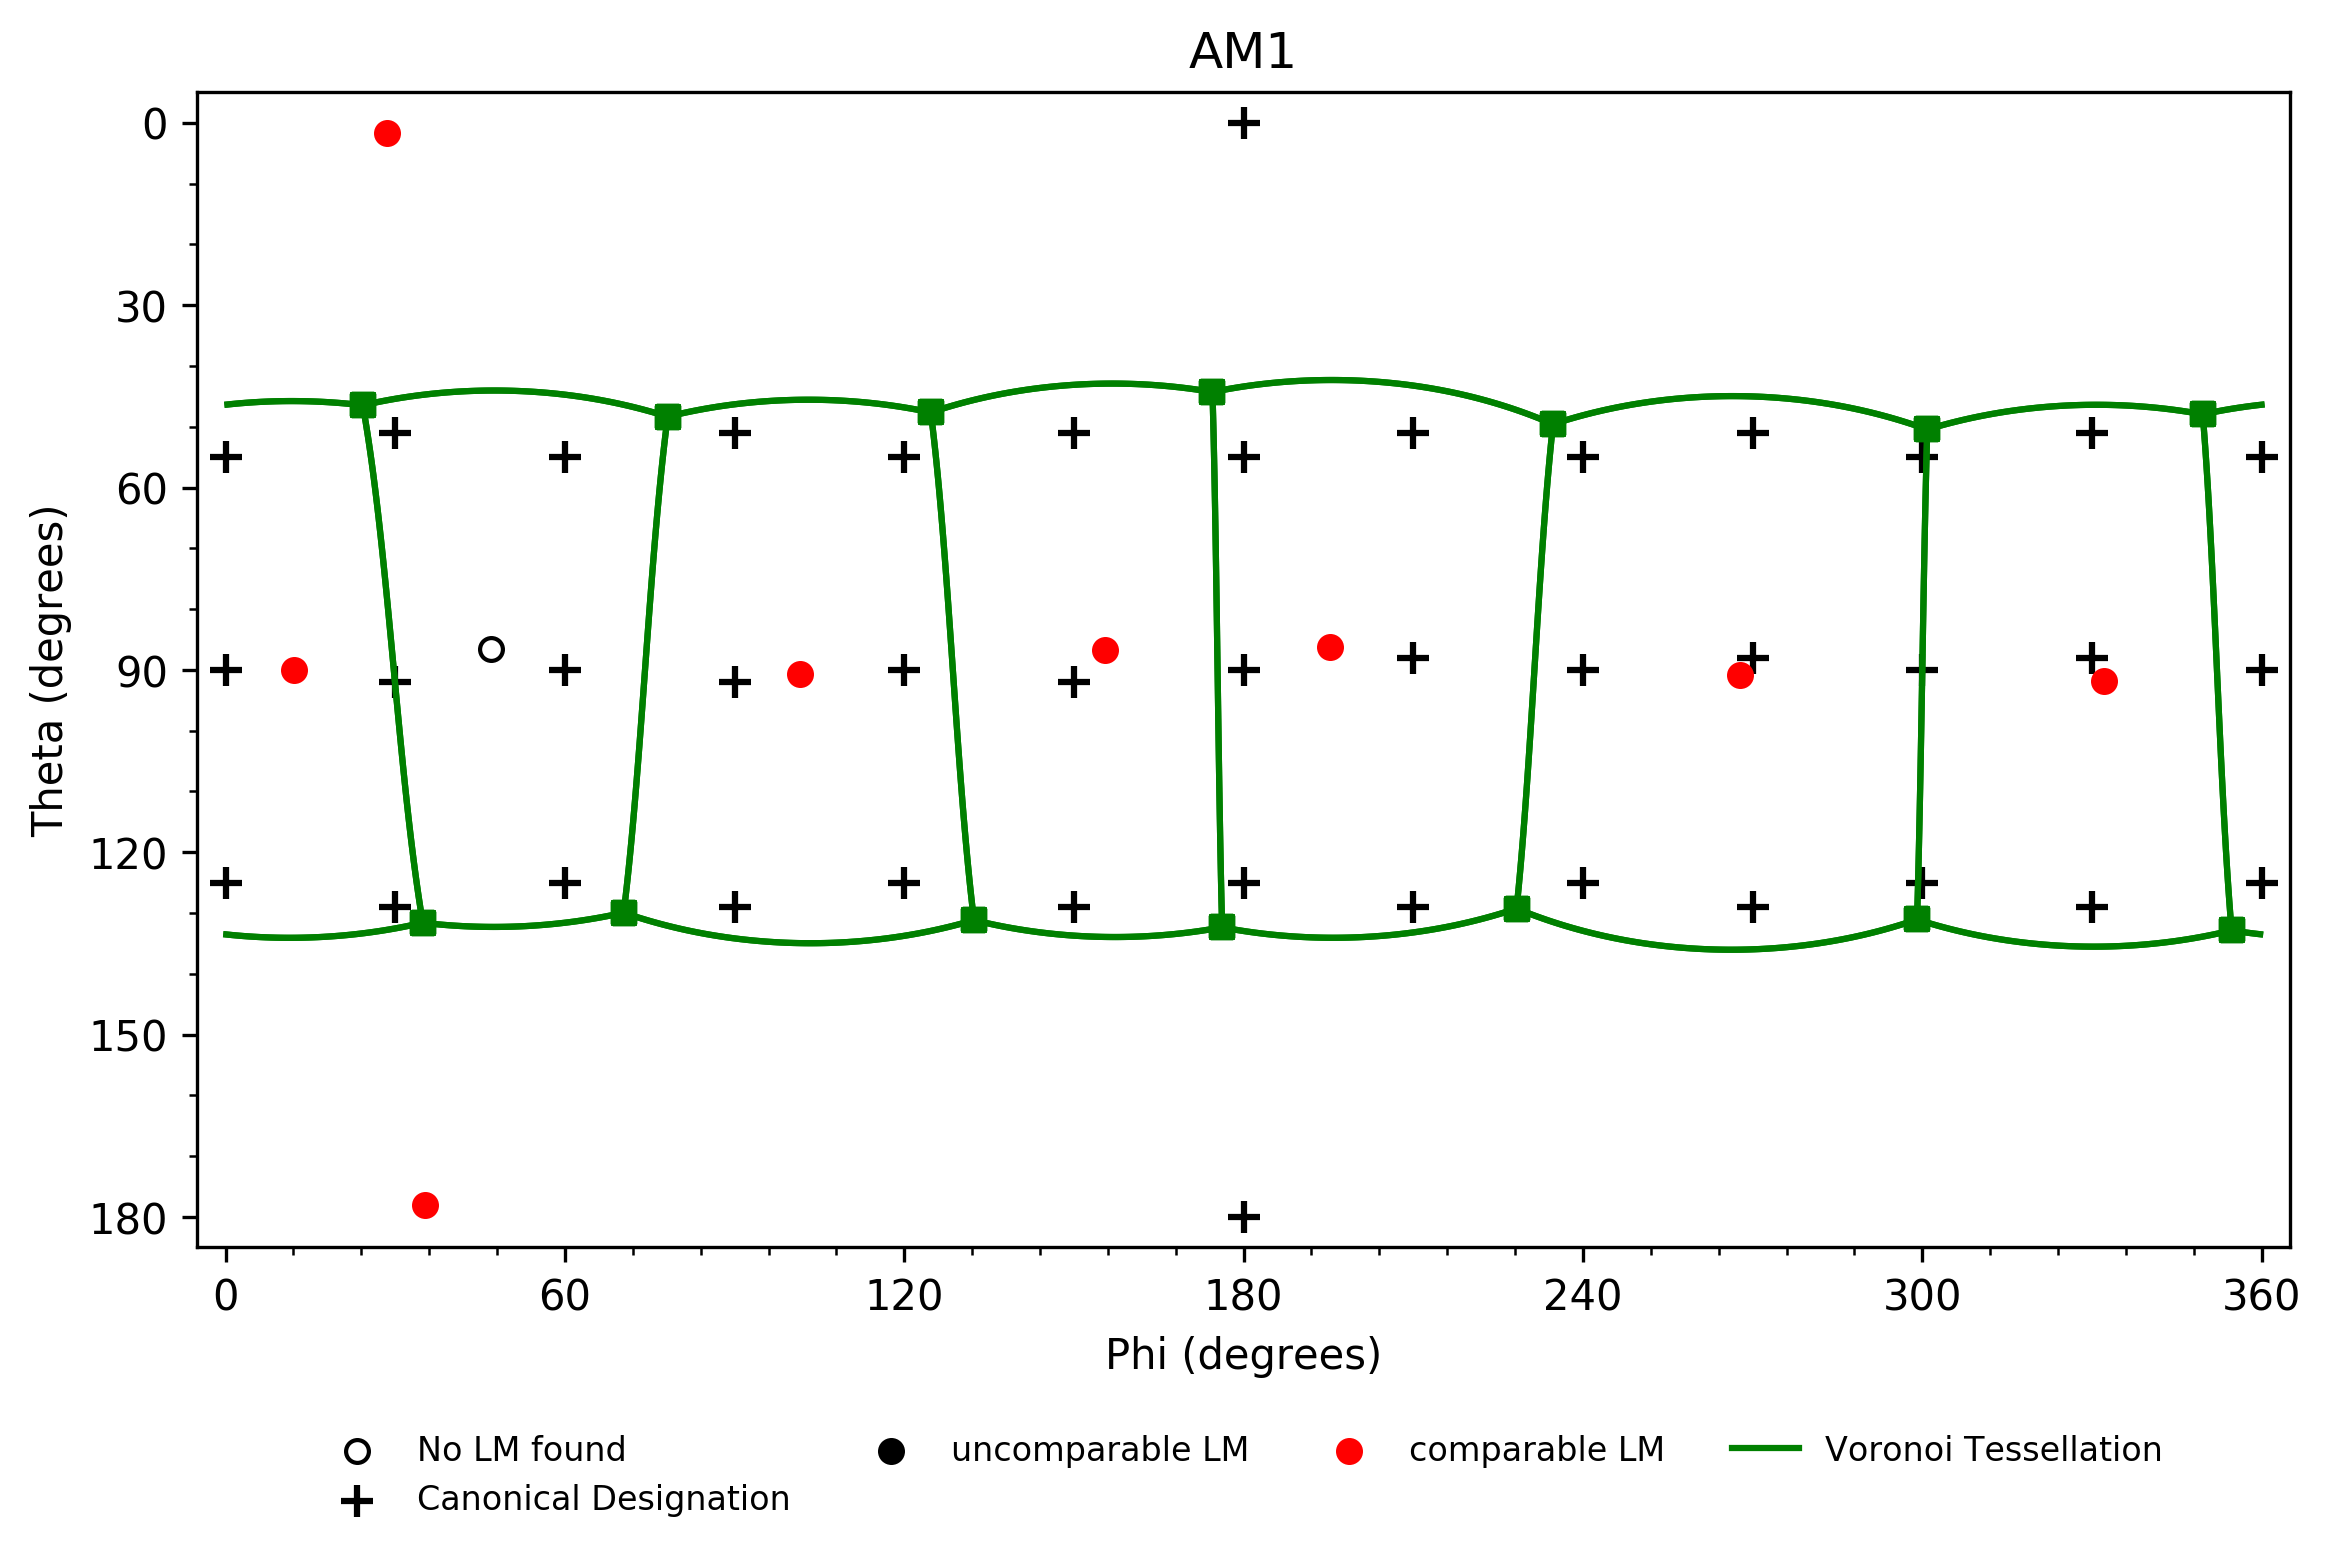 AM1
0
30
60
90
120
150
180
Theta (degrees)
0 60 120 180 240 300 360
Phi (degrees)
No LM found uncomparable LM comparable LM Voronoi Tessellation
Canonical Designation